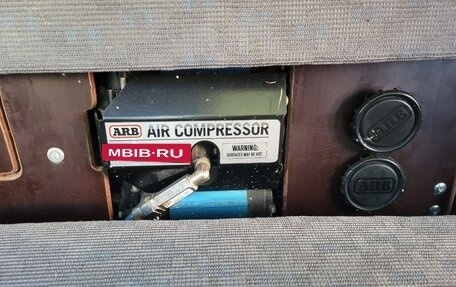 ARB AIR COMPRESSOR
MBIB·RU
WARNING:
SURFACES MAY BE HOT
ARB
ARB